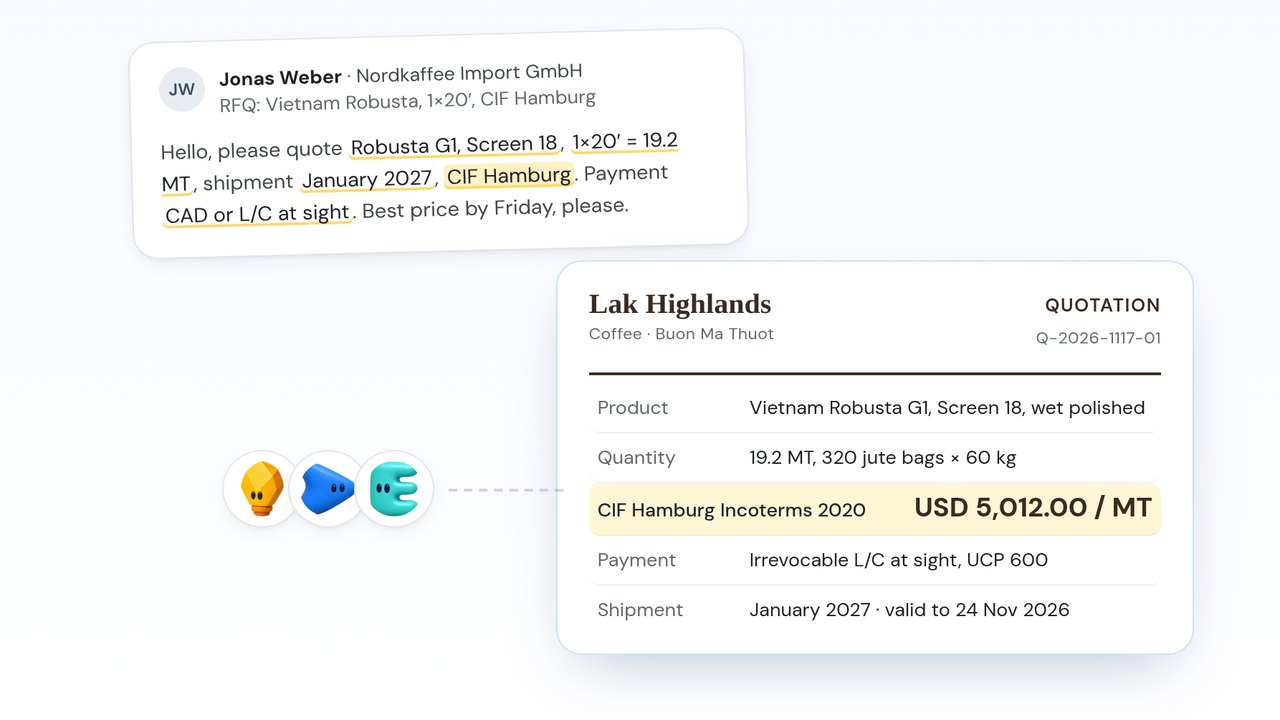 JW
Jonas Weber · Nordkaffee Import GmbH
RFQ: Vietnam Robusta, 1×20′, CIF Hamburg
Hello, please quote Robusta G1, Screen 18, 1×20′ = 19.2
MT, shipment January 2027, CIF Hamburg. Payment
CAD or L/C at sight. Best price by Friday, please.
Lak Highlands
QUOTATION
Coffee · Buon Ma Thuot
Q-2026-1117-01
Product Vietnam Robusta G1, Screen 18, wet polished
Quantity 19.2 MT, 320 jute bags × 60 kg
CIF Hamburg Incoterms 2020 USD 5,012.00 / MT
Payment Irrevocable L/C at sight, UCP 600
Shipment January 2027 · valid to 24 Nov 2026